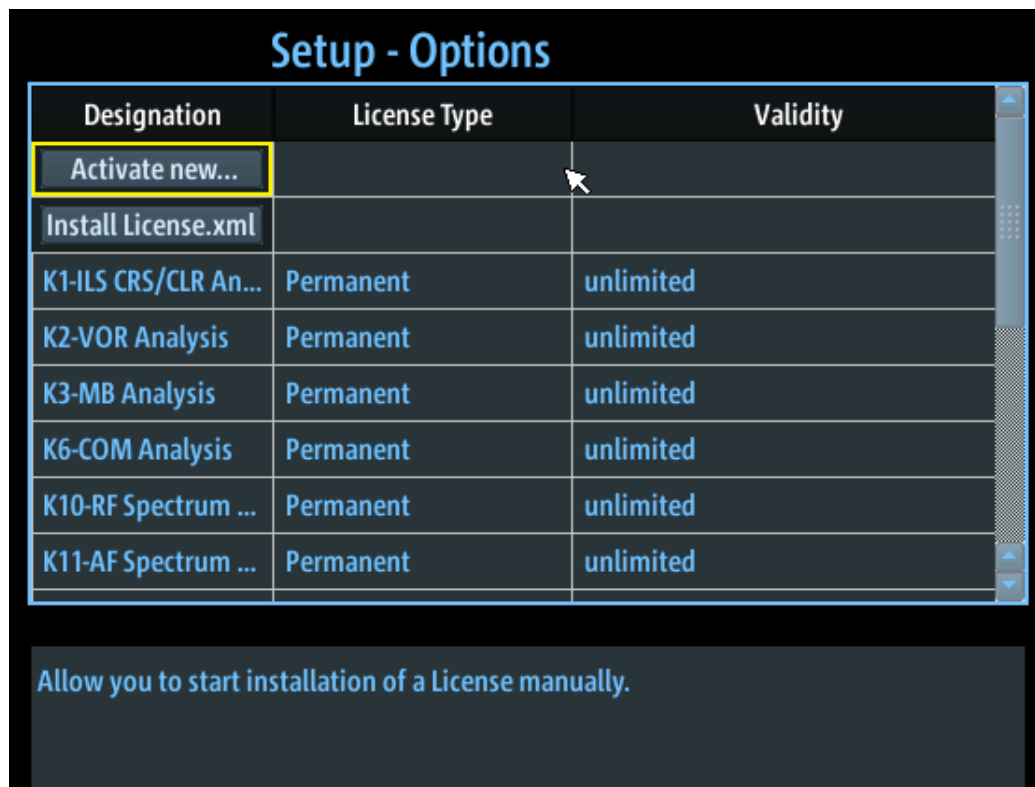 Setup - Options
Designation License Type Validity
Activate new...
Install License.xml
K1-ILS CRS/CLR An... Permanent unlimited
K2-VOR Analysis Permanent unlimited
K3-MB Analysis Permanent unlimited
K6-COM Analysis Permanent unlimited
K10-RF Spectrum ... Permanent unlimited
K11-AF Spectrum ... Permanent unlimited
Allow you to start installation of a License manually.